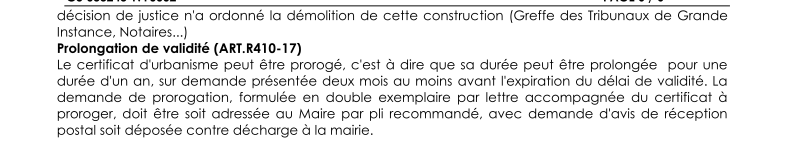 décision de justice n'a ordonné la démolition de cette construction (Greffe des Tribunaux de Grande
Instance, Notaires...)
Prolongation de validité (ART.R410-17)
Le certificat d'urbanisme peut être prorogé, c'est à dire que sa durée peut être prolongée pour une
durée d'un an, sur demande présentée deux mois au moins avant l'expiration du délai de validité. La
demande de prorogation, formulée en double exemplaire par lettre accompagnée du certificat à
proroger, doit être soit adressée au Maire par pli recommandé, avec demande d'avis de réception
postal soit déposée contre décharge à la mairie.